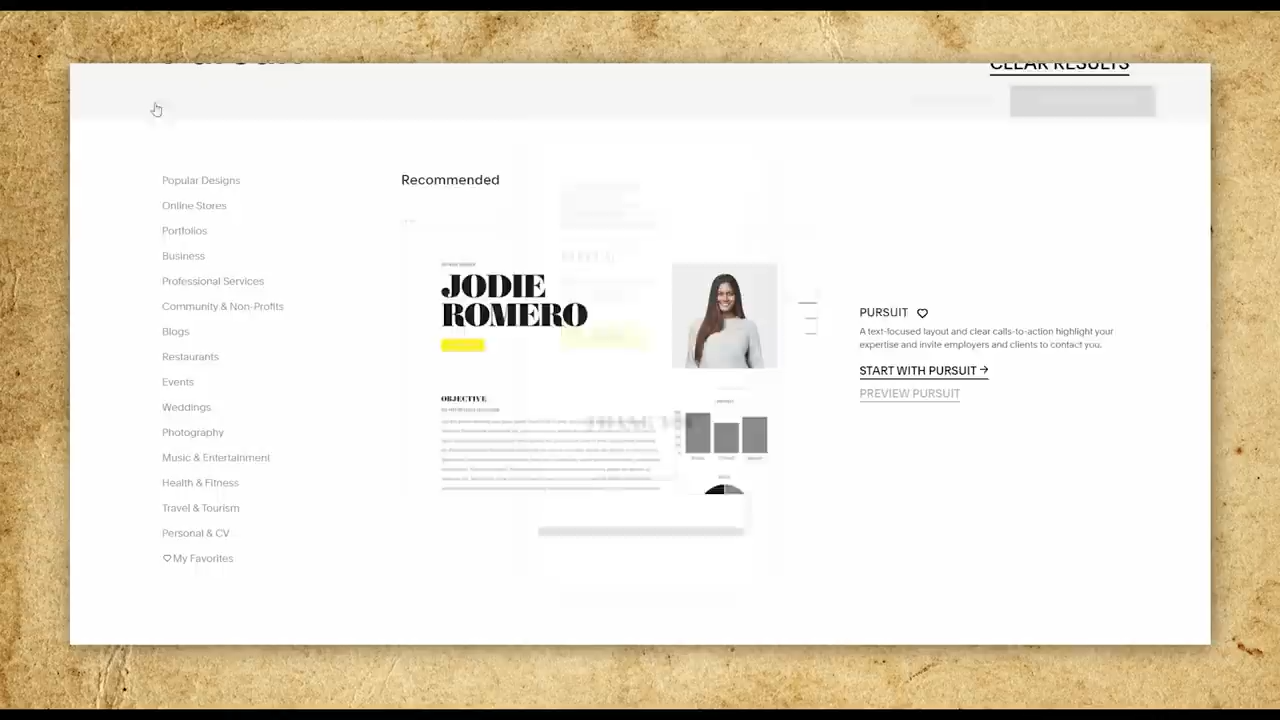 CLEAR RESULTS
Popular Designs
Online Stores
Portfolios
Business
Professional Services
Community & Non-Profits
Blogs
Restaurants
Events
Weddings
Photography
Music & Entertainment
Health & Fitness
Travel & Tourism
Personal & CV
My Favorites
Recommended
JODIE
ROMERO
OBJECTIVE
PURSUIT
A text-focused layout and clear calls-to-action highlight your
expertise and invite employers and clients to contact you.
START WITH PURSUIT →
PREVIEW PURSUIT